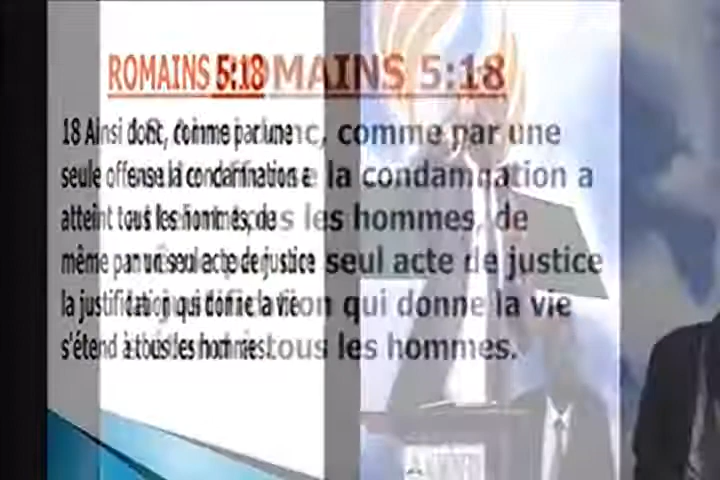 ROMAINS 5:18
18 Ainsi donc, comme par une
seule offense la condamnation a
atteint tous les hommes, de
même par un seul acte de justice
la justification qui donne la vie
s'étend à tous les hommes.